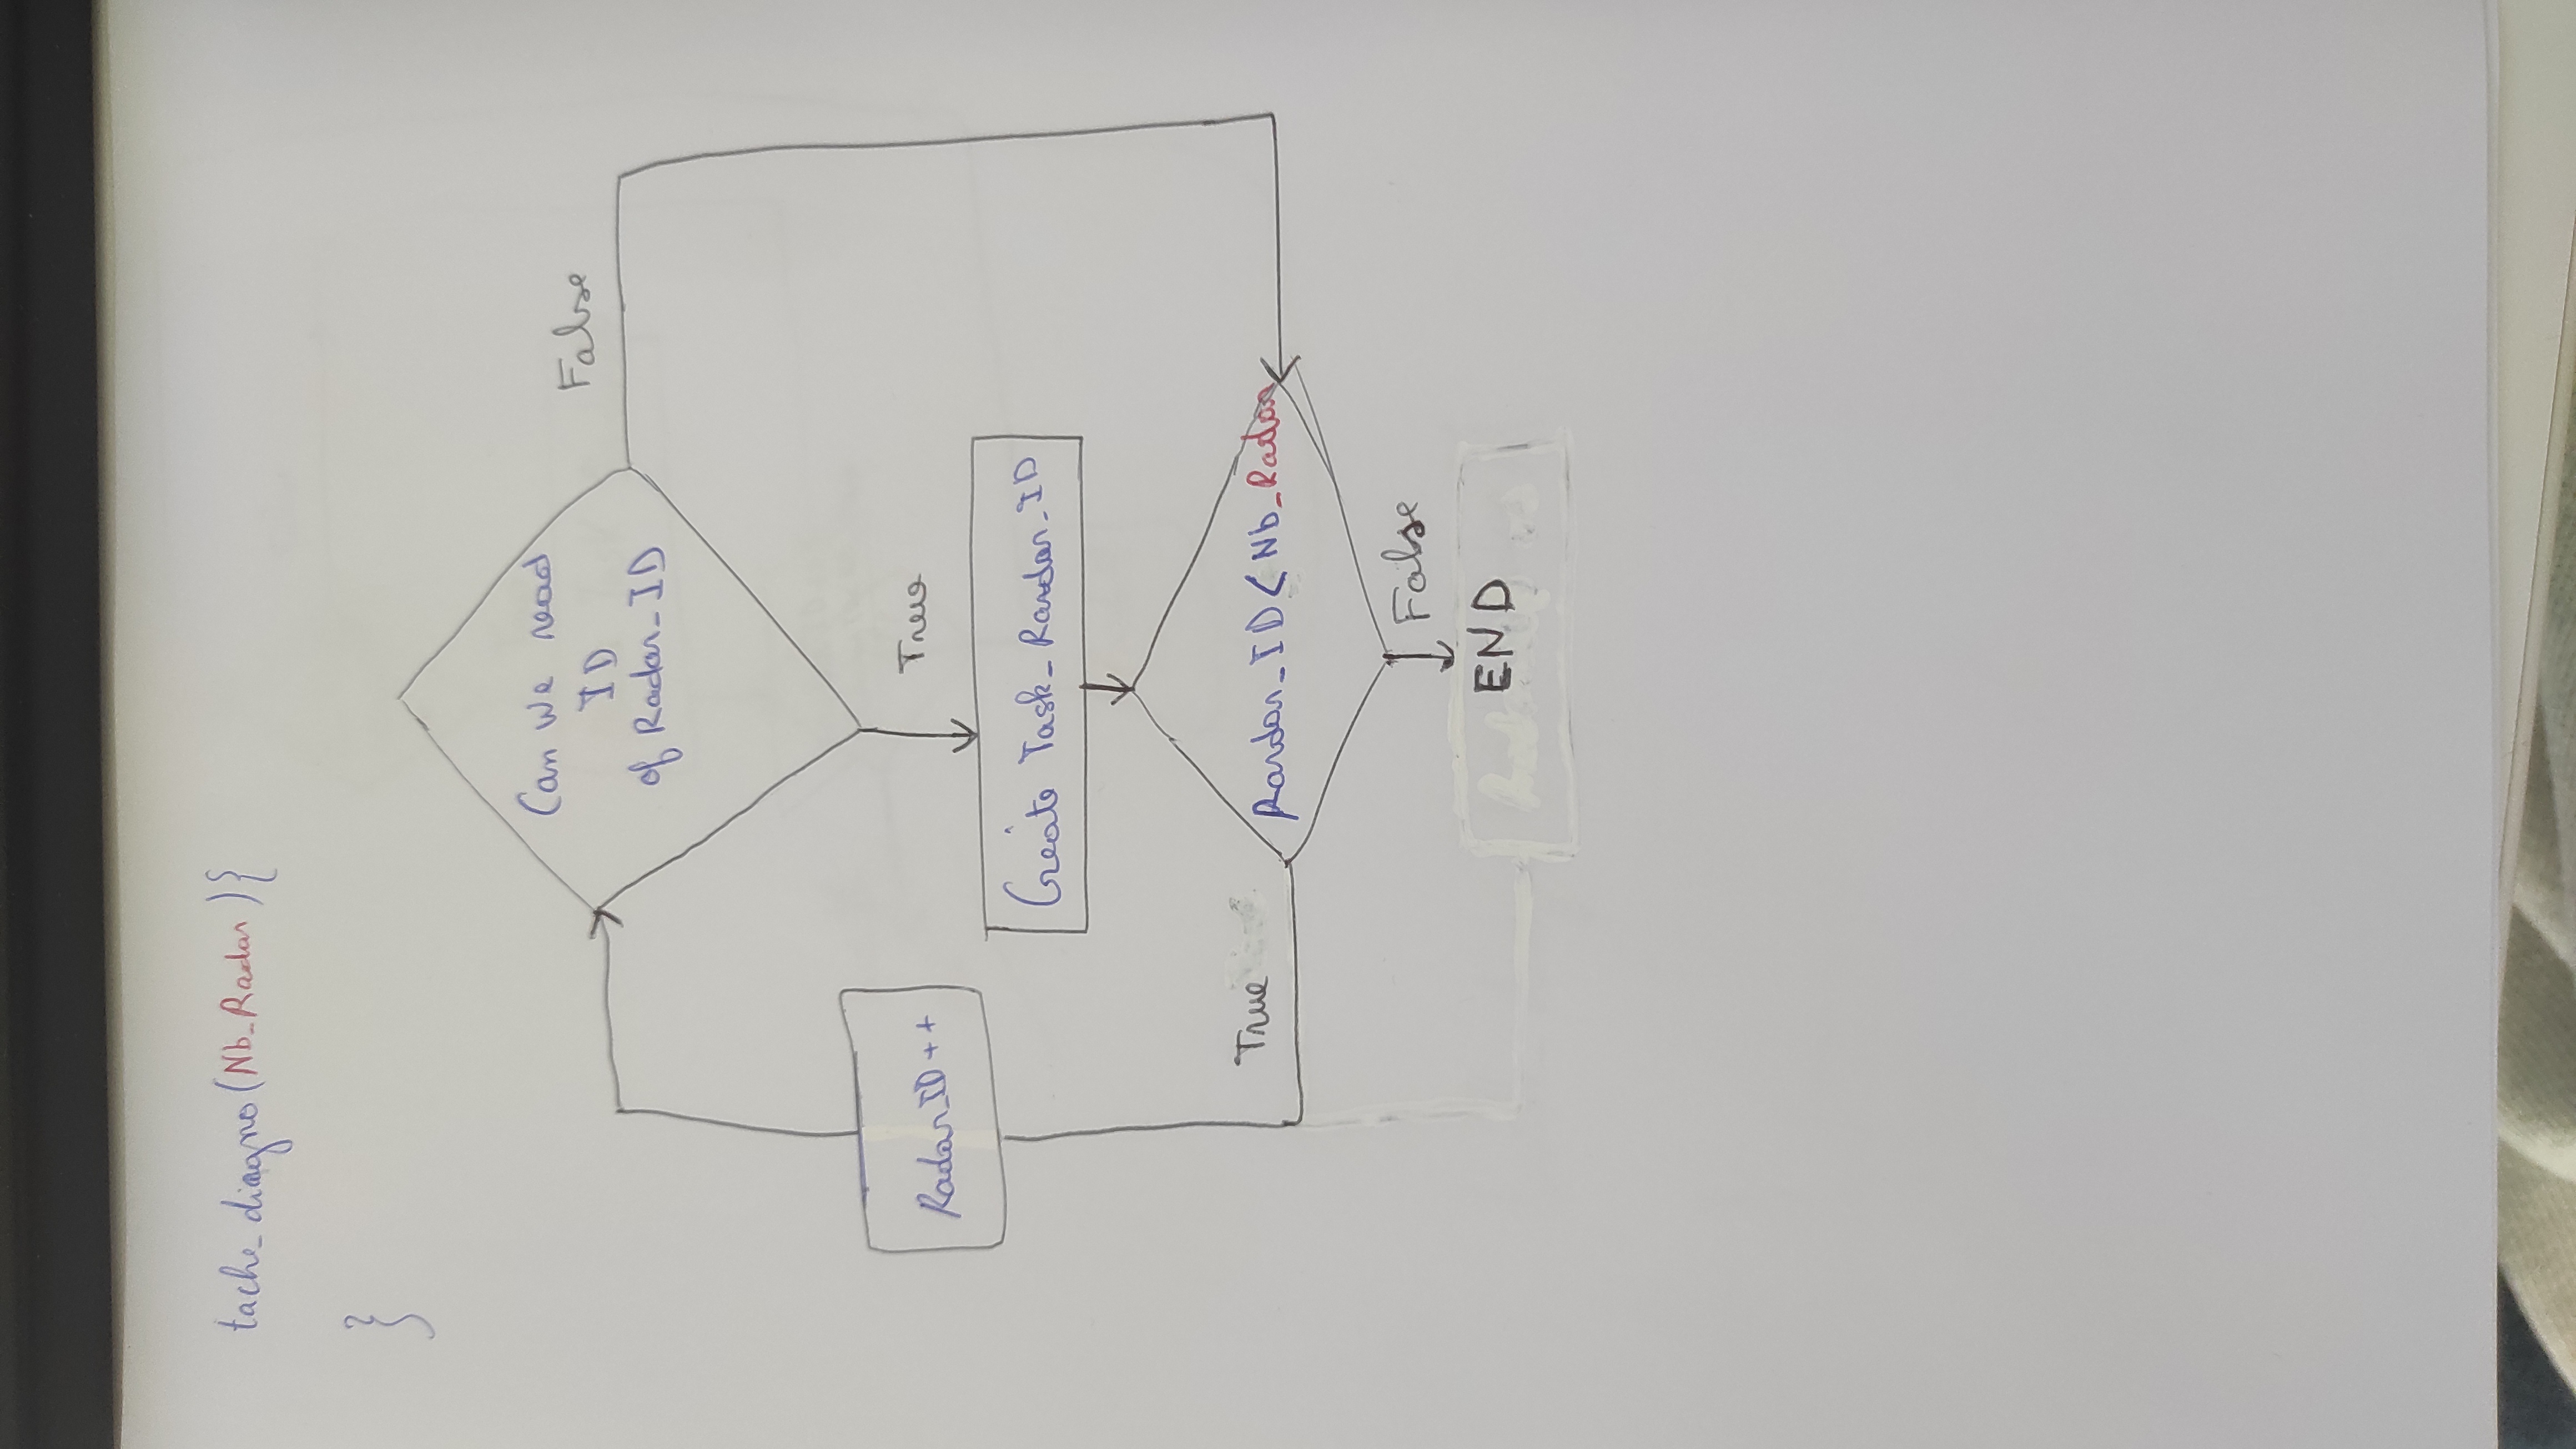 tache_diagno(Nb_Radar){
}
Can we read
ID
of Radar_ID
False
True
Radar_ID++
Create Task_Rardar_ID
True
Rardar_ID<Nb_Radar
False
END